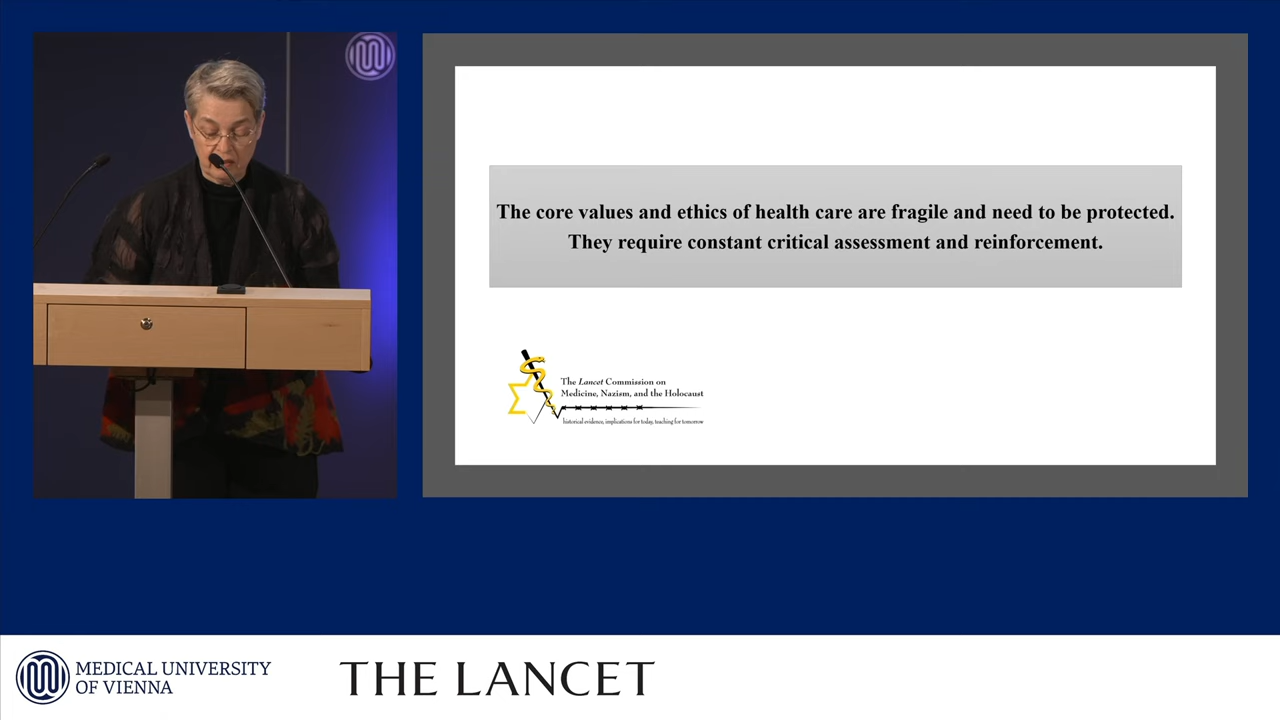 The core values and ethics of health care are fragile and need to be protected.
They require constant critical assessment and reinforcement.
The Lancet Commission on
Medicine, Nazism, and the Holocaust
historical evidence, implications for today, teaching for tomorrow
MEDICAL UNIVERSITY
OF VIENNA
THE LANCET